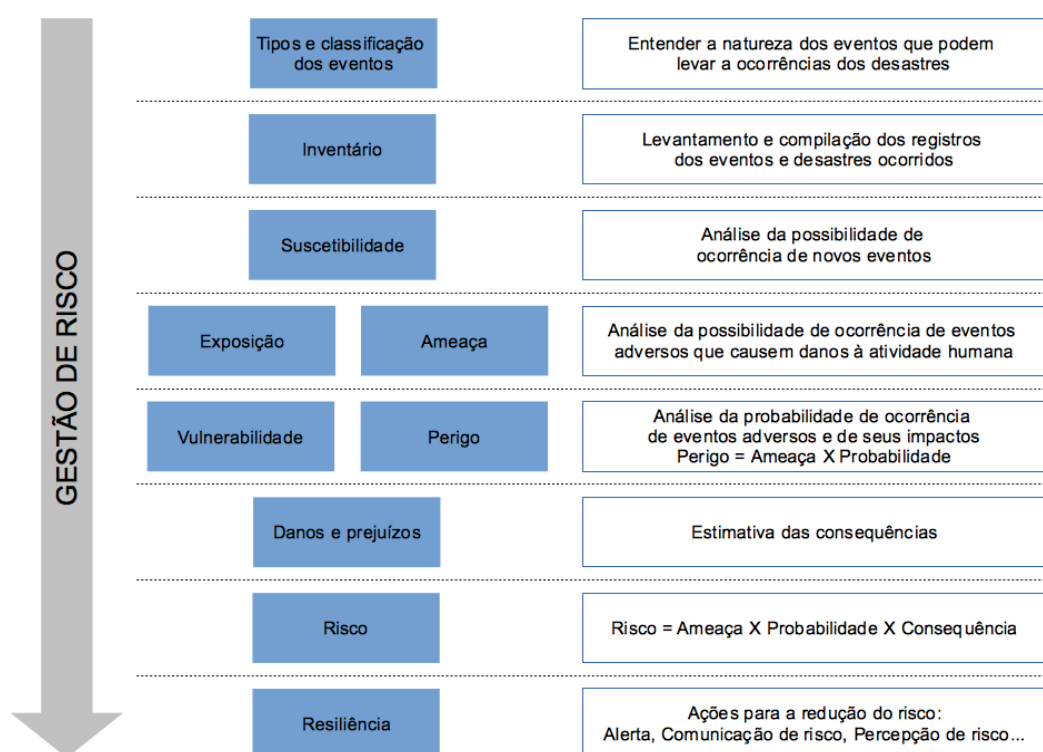 GESTÃO DE RISCO
Tipos e classificação
dos eventos
Entender a natureza dos eventos que podem
levar a ocorrências dos desastres
Inventário
Levantamento e compilação dos registros
dos eventos e desastres ocorridos
Suscetibilidade
Análise da possibilidade de
ocorrência de novos eventos
Exposição
Ameaça
Análise da possibilidade de ocorrência de eventos
adversos que causem danos à atividade humana
Vulnerabilidade
Perigo
Análise da probabilidade de ocorrência
de eventos adversos e de seus impactos
Perigo = Ameaça X Probabilidade
Danos e prejuízos
Estimativa das consequências
Risco
Risco = Ameaça X Probabilidade X Consequência
Resiliência
Ações para a redução do risco:
Alerta, Comunicação de risco, Percepção de risco...